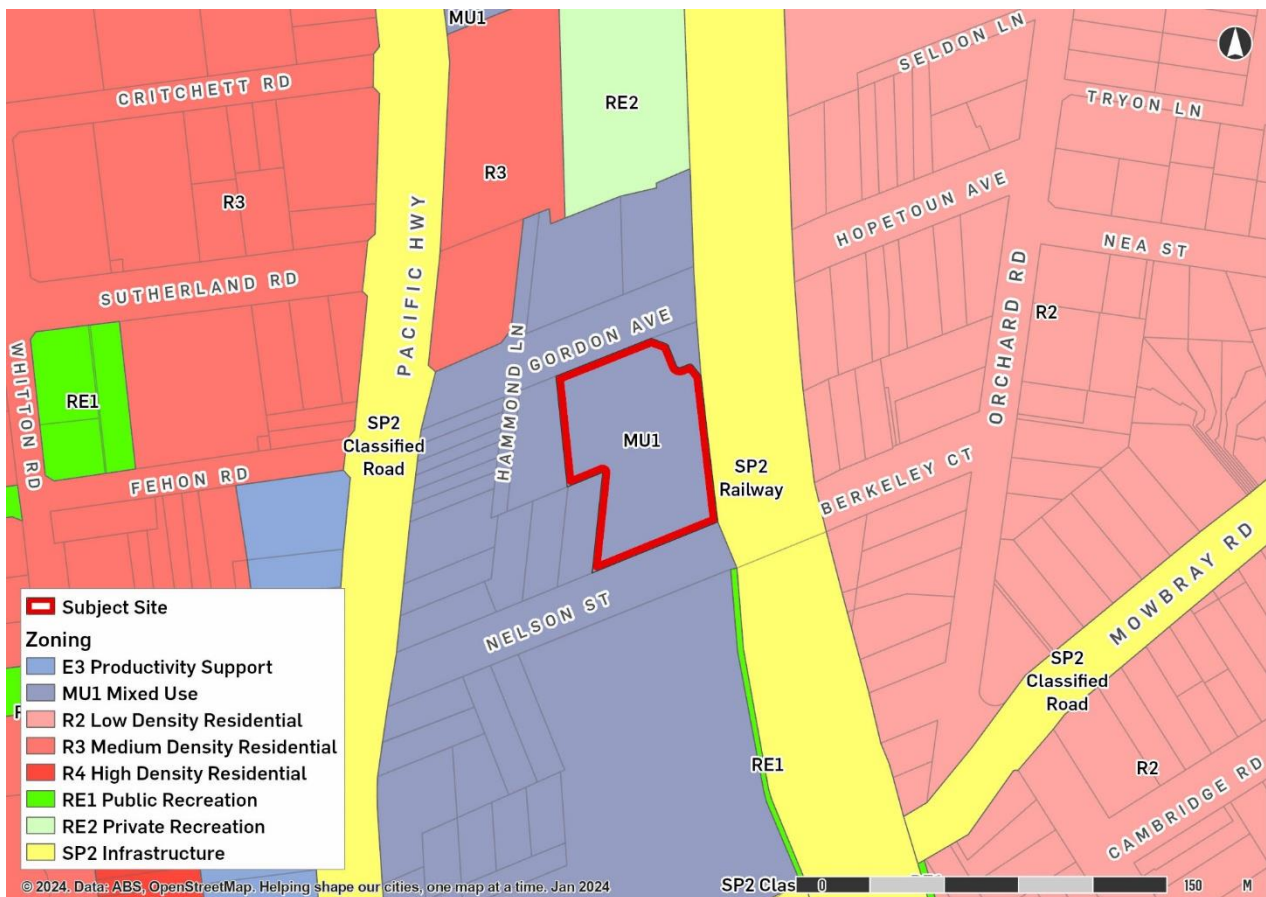 MU1
CRITCHETT RD
SELDON LN
TRYON LN
RE2
R3
R3
PACIFIC HWY
HOPETOUN AVE
NEA ST
SUTHERLAND RD
ORCHARD RD
R2
HAMMOND LN
GORDON AVE
WHITTON RD
RE1
SP2
Classified
Road
MU1
SP2
Railway
FEHON RD
BERKELEY CT
MOWBRAY RD
NELSON ST
SP2
Classified
Road
RE1
R2
CAMBRIDGE RD
Subject Site
Zoning
E3 Productivity Support
MU1 Mixed Use
R2 Low Density Residential
R3 Medium Density Residential
R4 High Density Residential
RE1 Public Recreation
RE2 Private Recreation
SP2 Infrastructure
© 2024. Data: ABS, OpenStreetMap. Helping shape our cities, one map at a time. Jan 2024
SP2 Clas
0 150 M